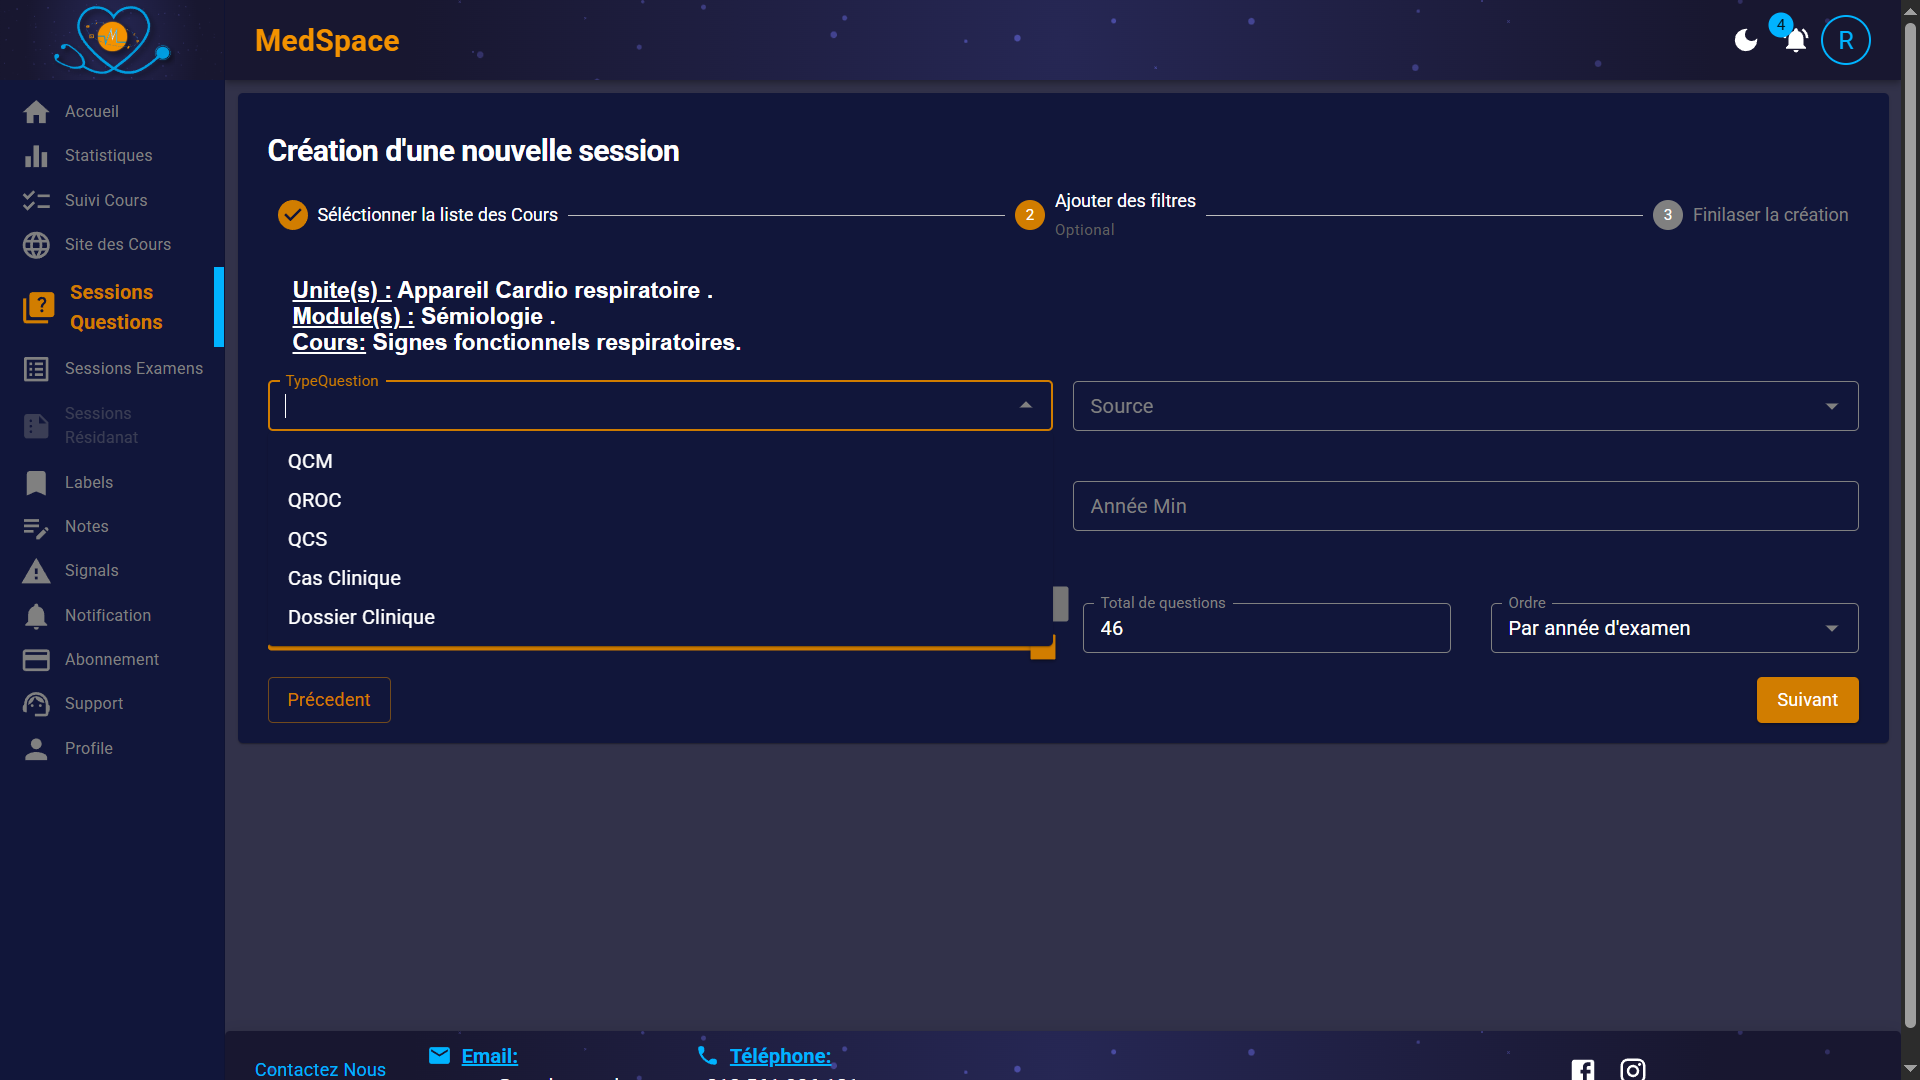 MedSpace
4
R
Accueil
Statistiques
Suivi Cours
Site des Cours
Sessions
Questions
Sessions Examens
Sessions
Résidanat
Labels
Notes
Signals
Notification
Abonnement
Support
Profile
Création d'une nouvelle session
Séléctionner la liste des Cours
2
Ajouter des filtres
Optional
3
Finilaser la création
Unite(s) : Appareil Cardio respiratoire .
Module(s) : Sémiologie .
Cours: Signes fonctionnels respiratoires.
TypeQuestion
Source
QCM
QROC
QCS
Cas Clinique
Dossier Clinique
Année Min
Total de questions
46
Ordre
Par année d'examen
Précedent
Suivant
Contactez Nous
Email:
Téléphone: